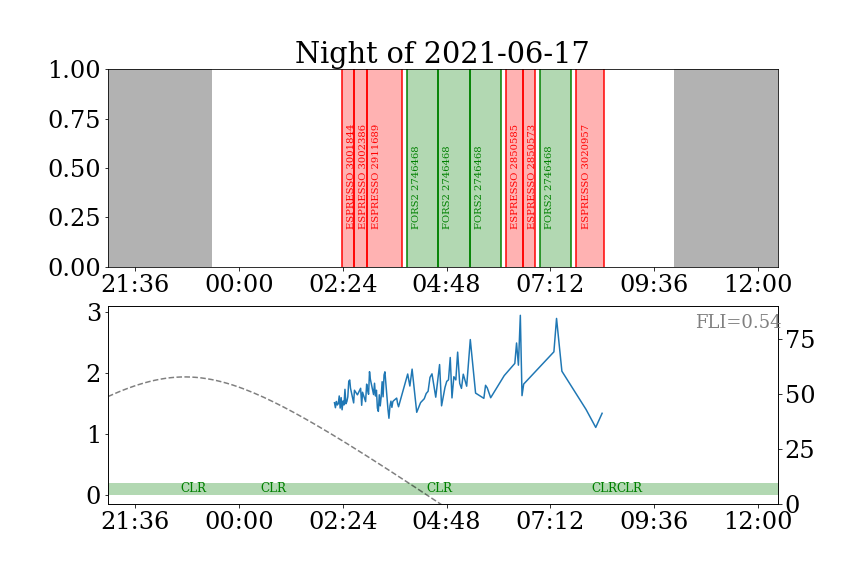 Night of 2021-06-17
1.00
0.75
0.50
0.25
0.00
ESPRESSO 3001844
ESPRESSO 3002386
ESPRESSO 2911689
FORS2 2746468
FORS2 2746468
FORS2 2746468
ESPRESSO 2850585
ESPRESSO 2850573
FORS2 2746468
ESPRESSO 3020957
21:36 00:00 02:24 04:48 07:12 09:36 12:00
3
2
1
0
FLI=0.54
75
50
25
0
CLR CLR CLR CLR CLR
21:36 00:00 02:24 04:48 07:12 09:36 12:00